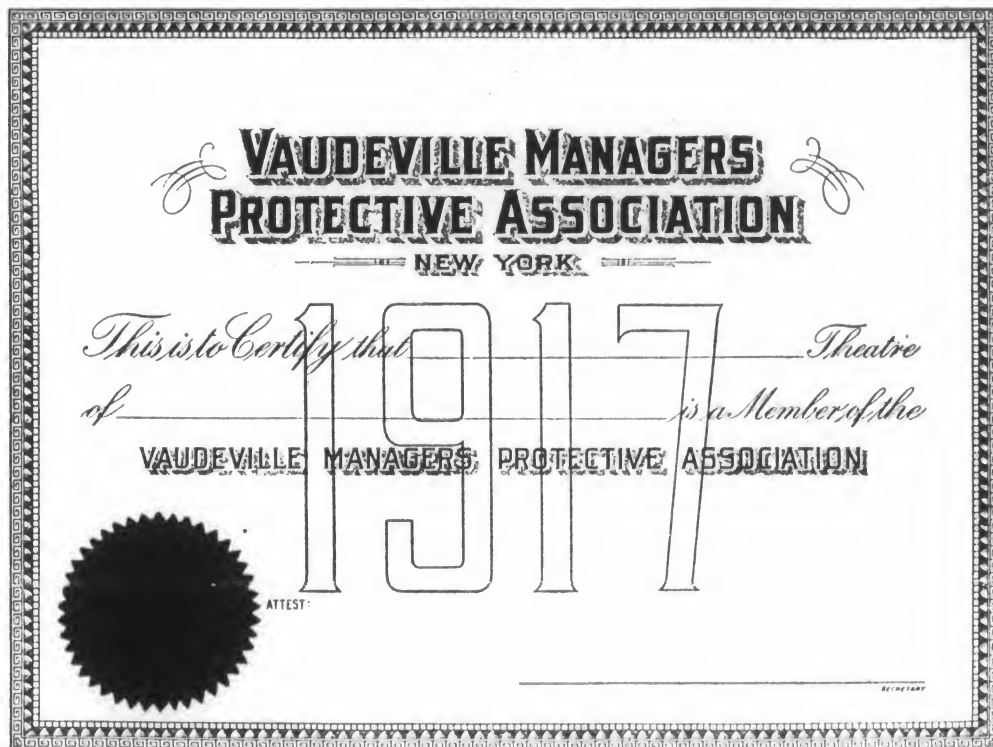 VAUDEVILLE MANAGERS
PROTECTIVE ASSOCIATION
NEW YORK
1917
This is to Certify that Theatre
of is a Member of the
VAUDEVILLE MANAGERS PROTECTIVE ASSOCIATION
ATTEST:
SECRETARY